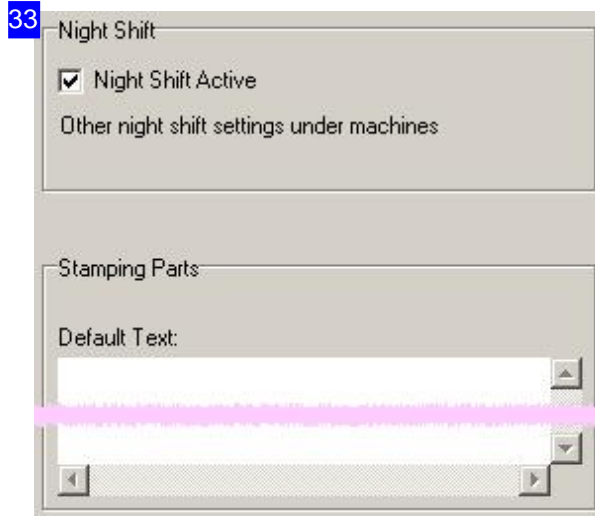 33
Night Shift
Night Shift Active
Other night shift settings under machines
Stamping Parts
Default Text: